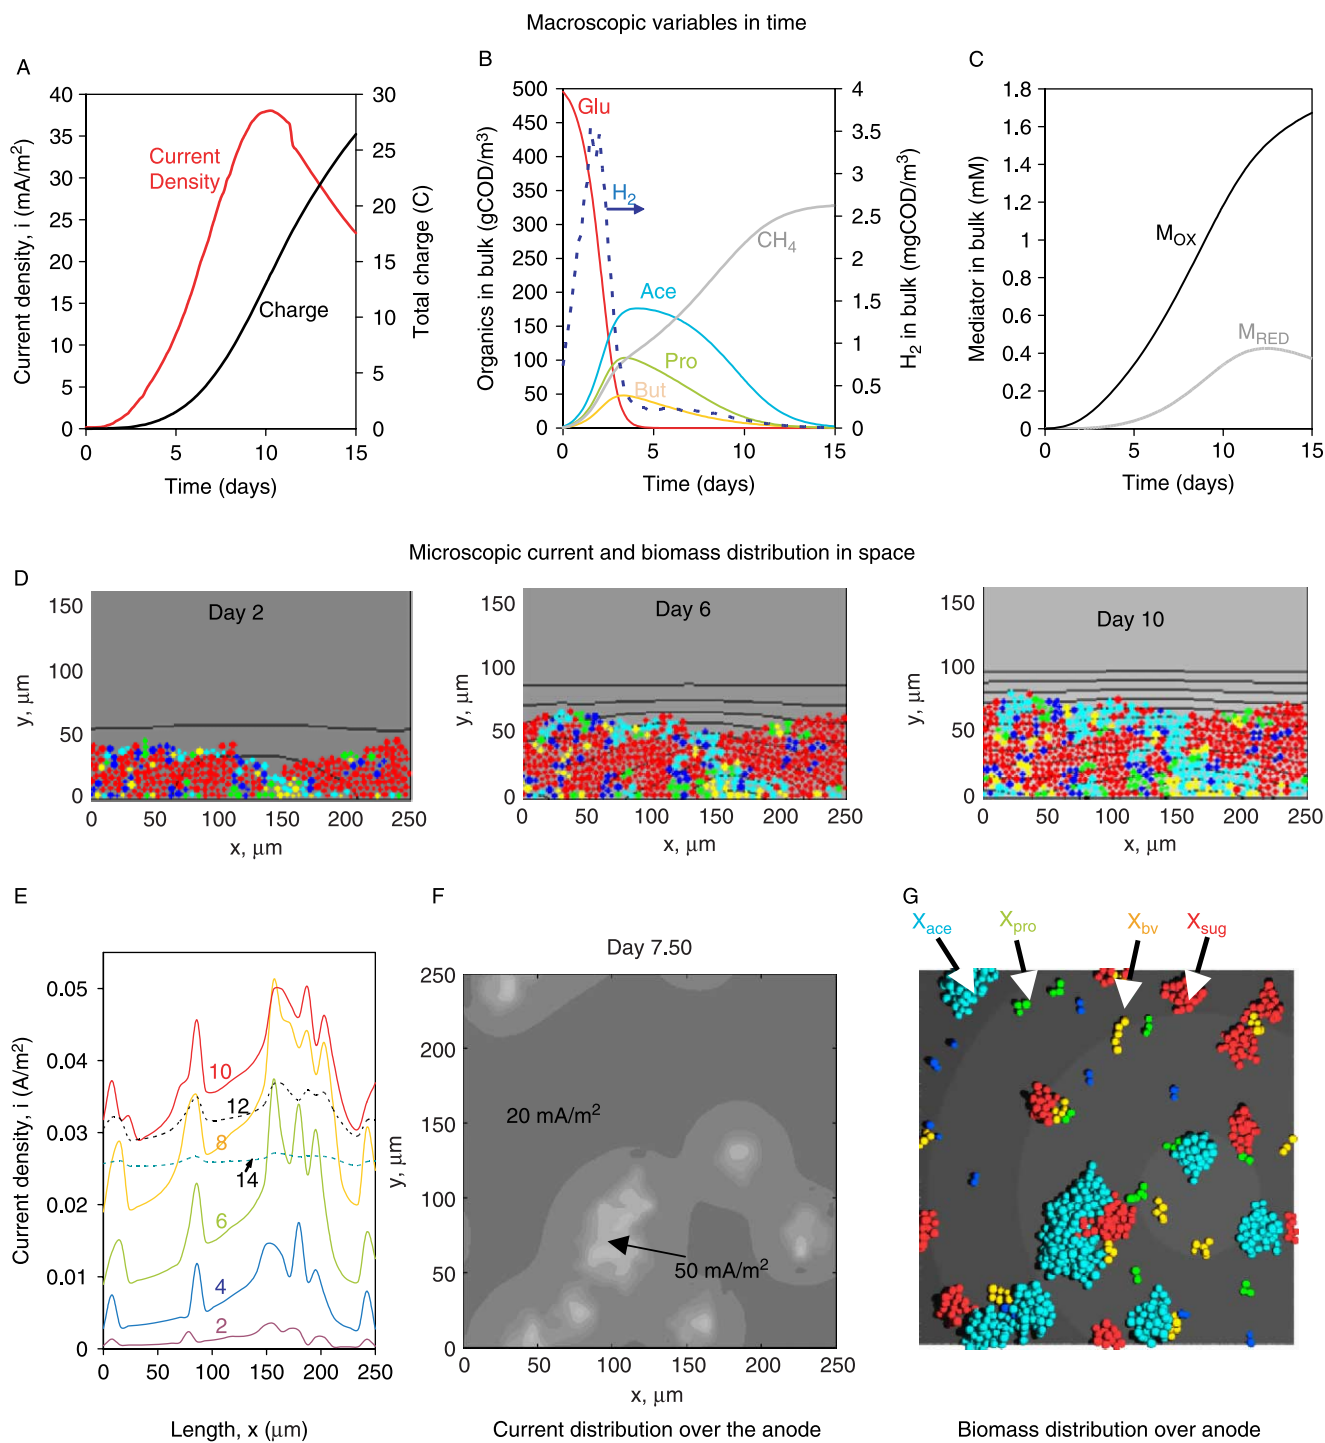 Macroscopic variables in time
A
B
C
Current density, i (mA/m²)
40
35
30
25
20
15
10
5
0
30
25
20
15
10
5
0
Total charge (C)
Current
Density
Charge
0
5
10
15
Time (days)
Organics in bulk (gCOD/m³)
500
450
400
350
300
250
200
150
100
50
0
4
3.5
3
2.5
2
1.5
1
0.5
0
H₂ in bulk (mgCOD/m³)
Glu
H₂
CH₄
Ace
Pro
But
0
5
10
15
Time (days)
Mediator in bulk (mM)
1.8
1.6
1.4
1.2
1
0.8
0.6
0.4
0.2
0
M_OX
M_RED
0
5
10
15
Time (days)
Microscopic current and biomass distribution in space
D
Day 2
y, μm
150
100
50
0
0
50
100
150
200
250
x, μm
Day 6
y, μm
150
100
50
0
0
50
100
150
200
250
x, μm
Day 10
y, μm
150
100
50
0
0
50
100
150
200
250
x, μm
E
Current density, i (A/m²)
0.05
0.04
0.03
0.02
0.01
0
10
12
8
14
6
4
2
0
50
100
150
200
250
Length, x (μm)
F
Day 7.50
y, μm
250
200
150
100
50
0
20 mA/m²
50 mA/m²
0
50
100
150
200
250
x, μm
Current distribution over the anode
G
X_ace
X_pro
X_bv
X_sug
Biomass distribution over anode